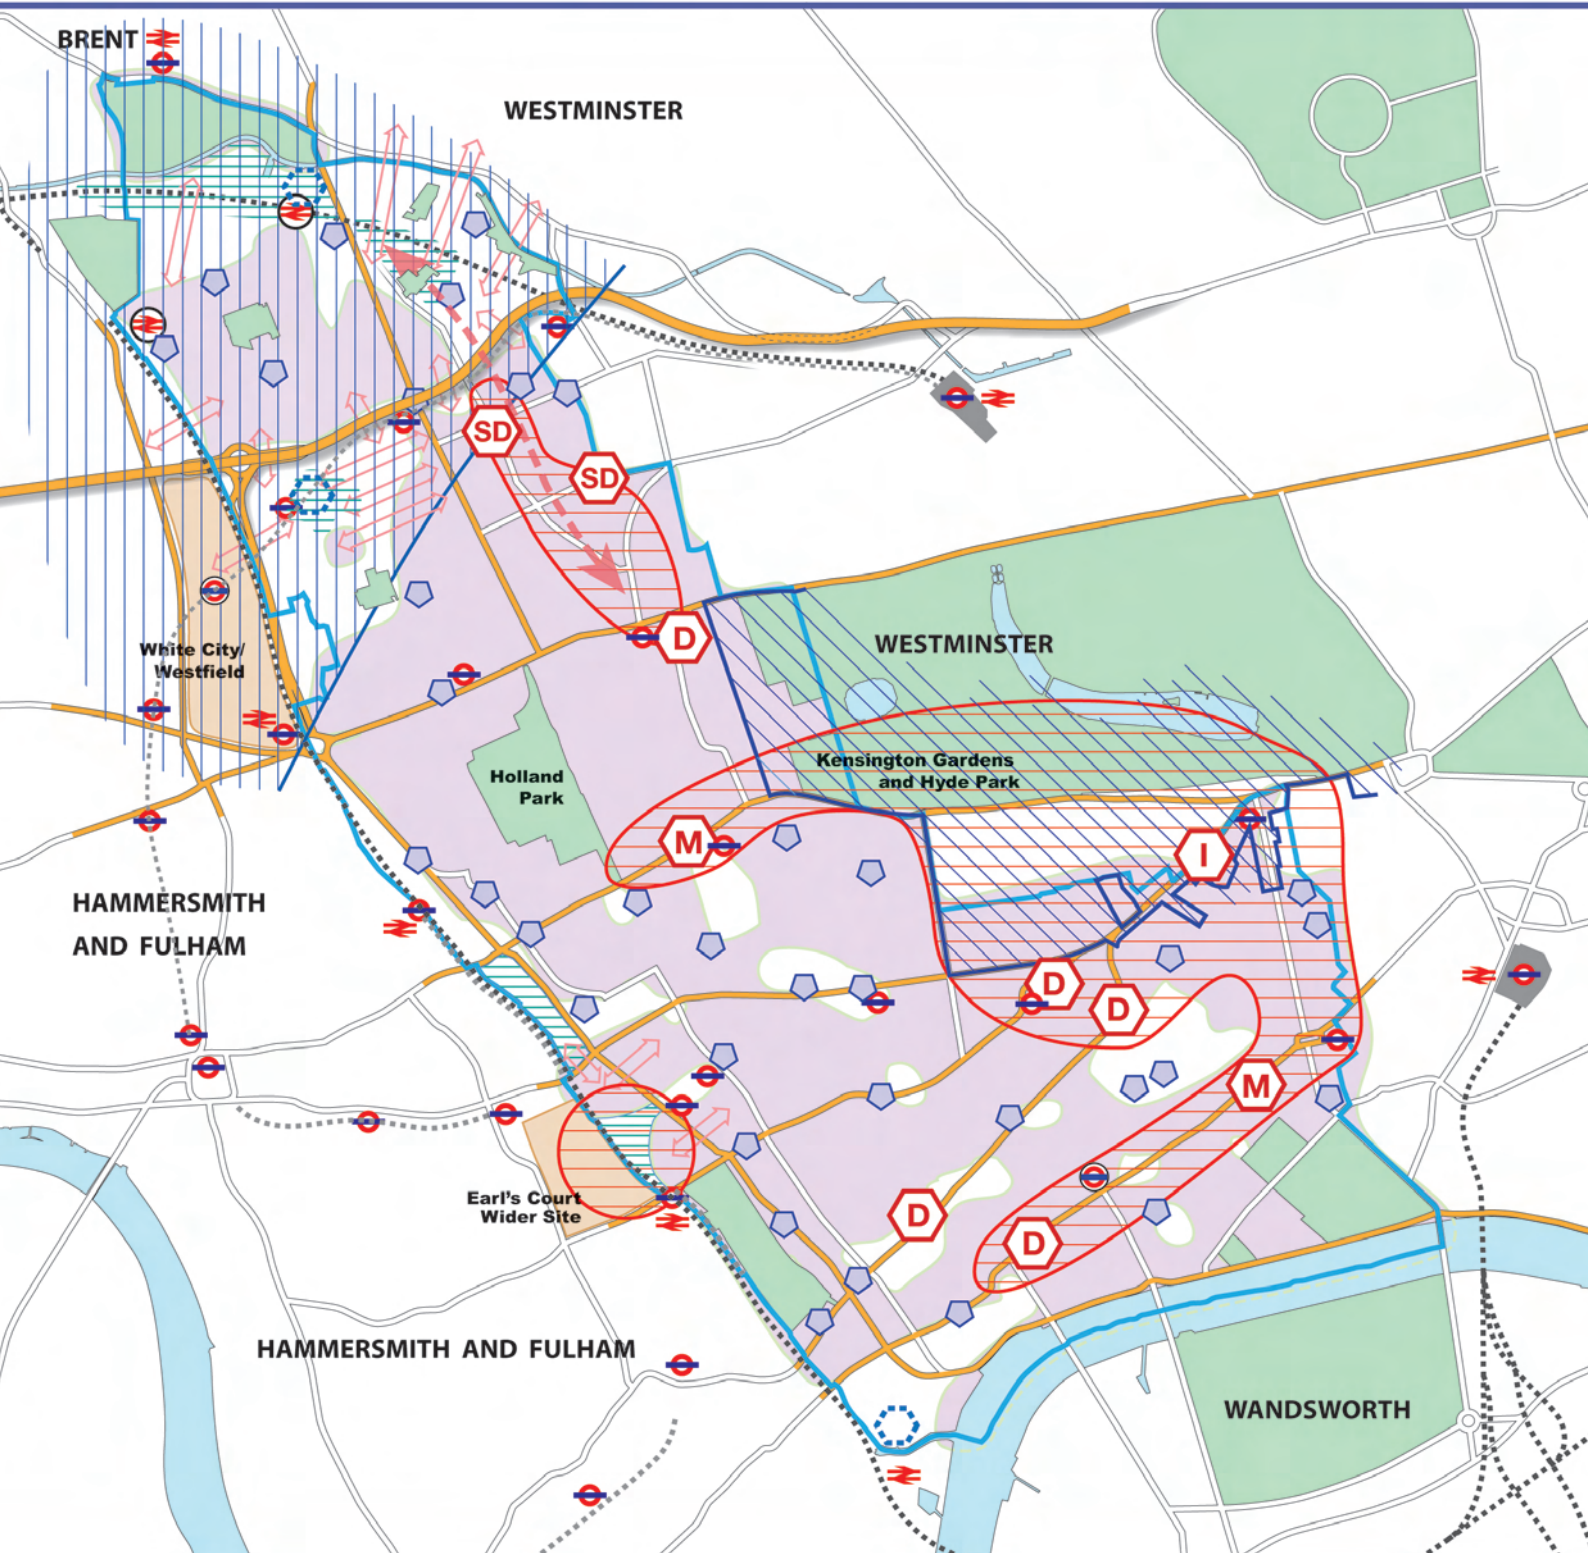 BRENT
WESTMINSTER
SD
SD
D
WESTMINSTER
White City/
Westfield
Kensington Gardens
and Hyde Park
Holland
Park
M
I
HAMMERSMITH
AND FULHAM
D
D
M
Earl's Court
Wider Site
D
D
HAMMERSMITH AND FULHAM
WANDSWORTH